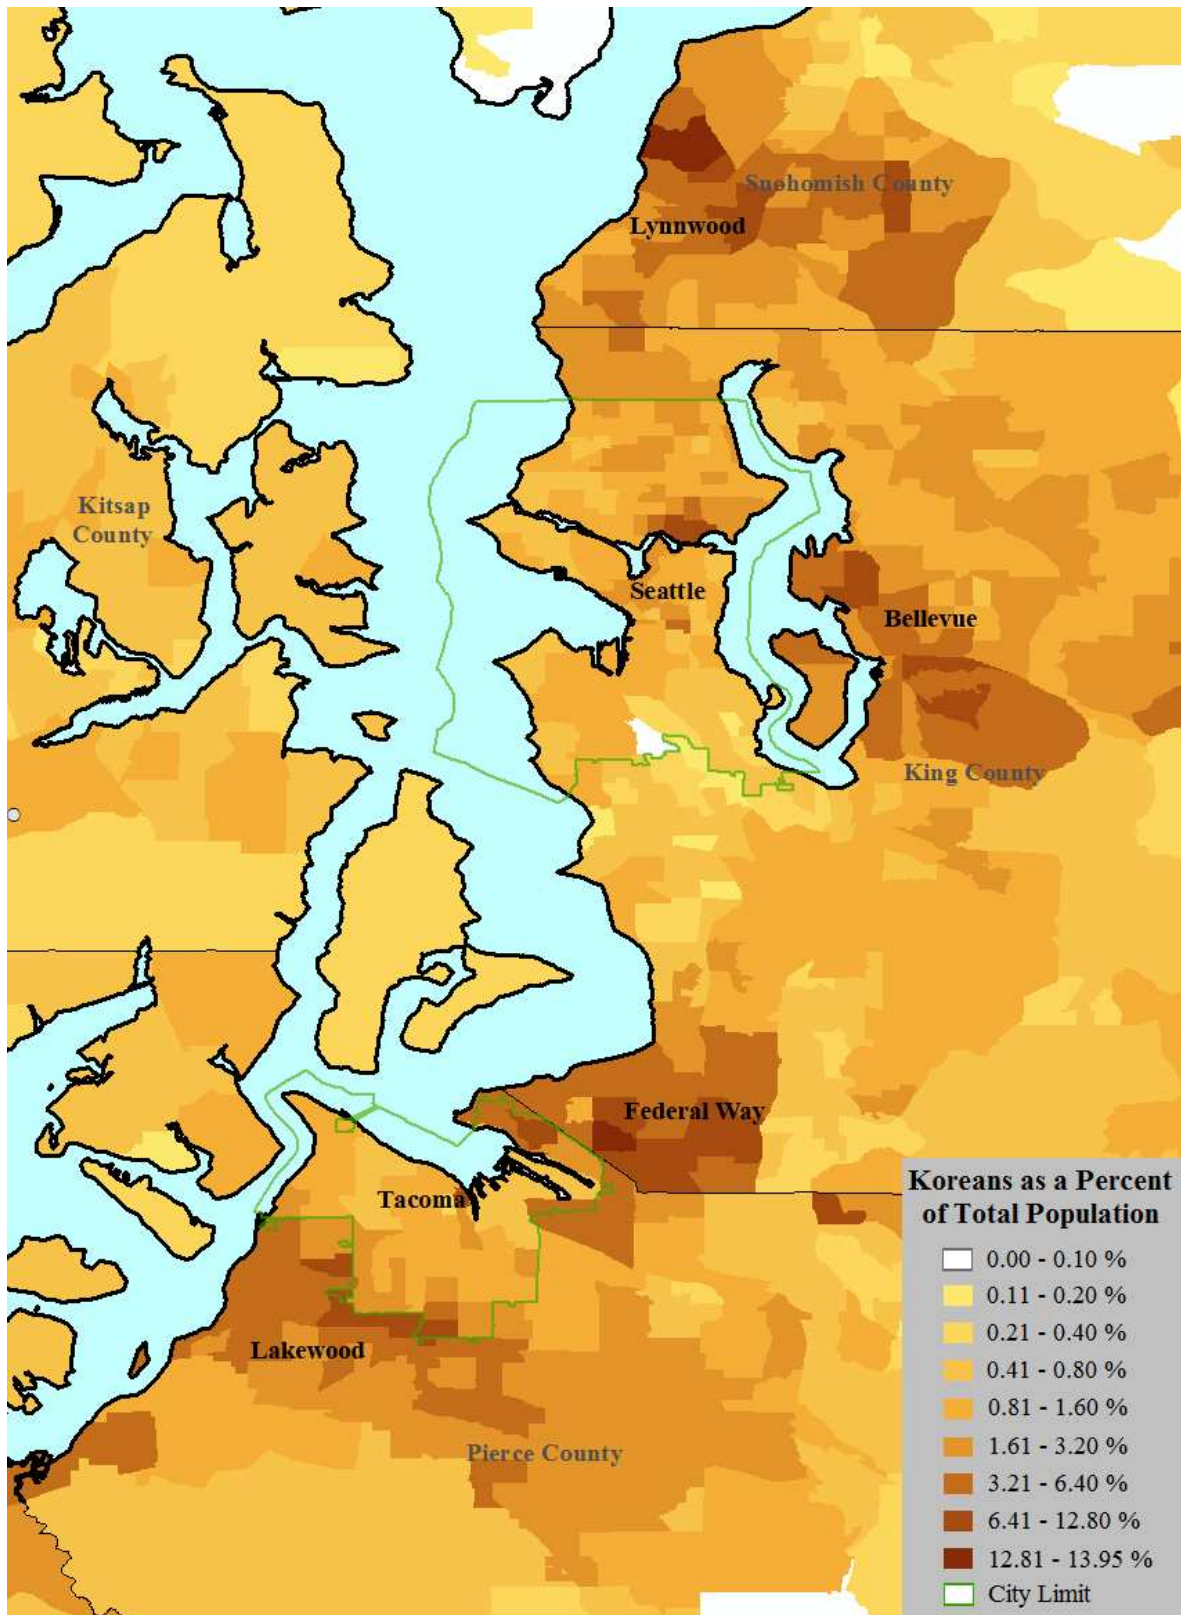 Snohomish County
Lynnwood
Kitsap
County
Seattle
Bellevue
King County
Federal Way
Tacoma
Lakewood
Pierce County
Koreans as a Percent
of Total Population
0.00 - 0.10 %
0.11 - 0.20 %
0.21 - 0.40 %
0.41 - 0.80 %
0.81 - 1.60 %
1.61 - 3.20 %
3.21 - 6.40 %
6.41 - 12.80 %
12.81 - 13.95 %
City Limit